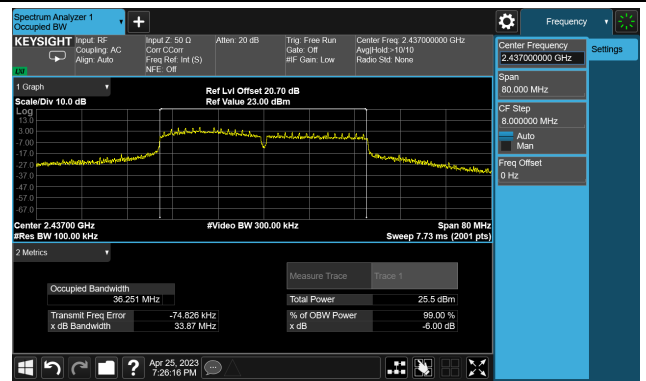 Spectrum Analyzer 1
Occupied BW
Frequency
KEYSIGHT
Input: RF
Coupling: AC
Align: Auto
Input Z: 50 Ω
Corr CCorr
Freq Ref: Int (S)
NFE: Off
Atten: 20 dB
Trig: Free Run
Gate: Off
#IF Gain: Low
Center Freq: 2.437000000 GHz
Avg|Hold:>10/10
Radio Std: None
LXI
Center Frequency
2.437000000 GHz
Settings
Span
80.000 MHz
CF Step
8.000000 MHz
Auto
Man
Freq Offset
0 Hz
1 Graph
Scale/Div 10.0 dB
Ref Lvl Offset 20.70 dB
Ref Value 23.00 dBm
Log
13.0
3.00
-7.00
-17.0
-27.0
-37.0
-47.0
-57.0
-67.0
Center 2.43700 GHz
#Res BW 100.00 kHz
#Video BW 300.00 kHz
Span 80 MHz
Sweep 7.73 ms (2001 pts)
2 Metrics
Measure Trace
Trace 1
Occupied Bandwidth
36.251 MHz
Total Power
25.5 dBm
Transmit Freq Error
-74.826 kHz
% of OBW Power
99.00 %
x dB Bandwidth
33.87 MHz
x dB
-6.00 dB
?
Apr 25, 2023
7:26:16 PM